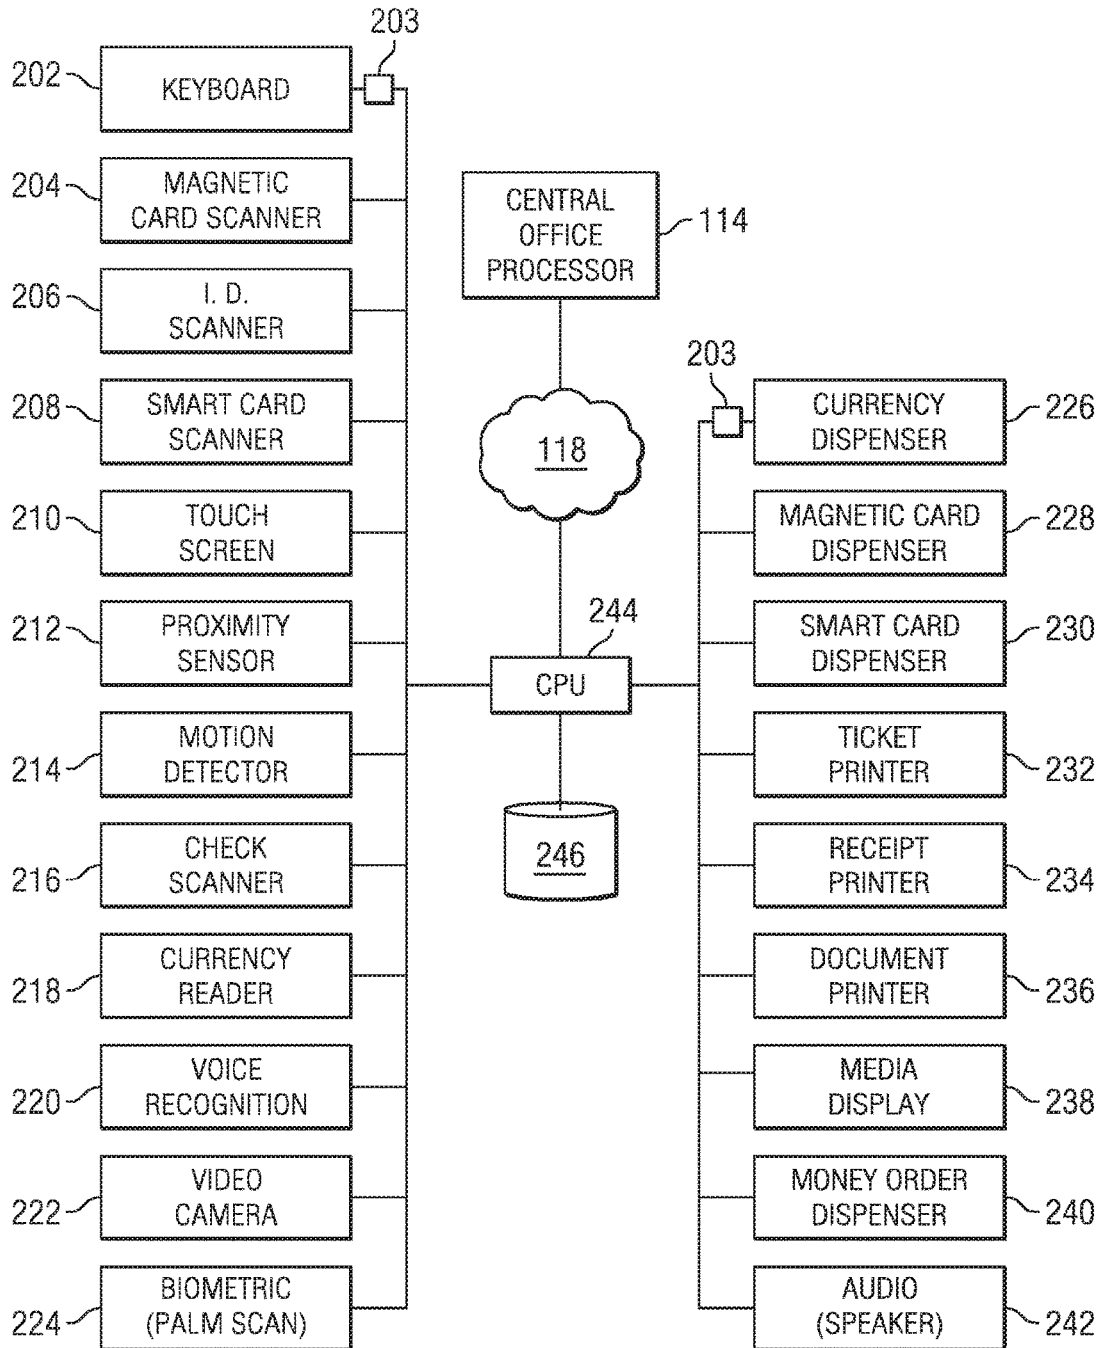 203
202
KEYBOARD
204
MAGNETIC
CARD SCANNER
206
I. D.
SCANNER
208
SMART CARD
SCANNER
210
TOUCH
SCREEN
212
PROXIMITY
SENSOR
214
MOTION
DETECTOR
216
CHECK
SCANNER
218
CURRENCY
READER
220
VOICE
RECOGNITION
222
VIDEO
CAMERA
224
BIOMETRIC
(PALM SCAN)
CENTRAL
OFFICE
PROCESSOR
114
118
244
CPU
246
203
CURRENCY
DISPENSER
226
MAGNETIC CARD
DISPENSER
228
SMART CARD
DISPENSER
230
TICKET
PRINTER
232
RECEIPT
PRINTER
234
DOCUMENT
PRINTER
236
MEDIA
DISPLAY
238
MONEY ORDER
DISPENSER
240
AUDIO
(SPEAKER)
242